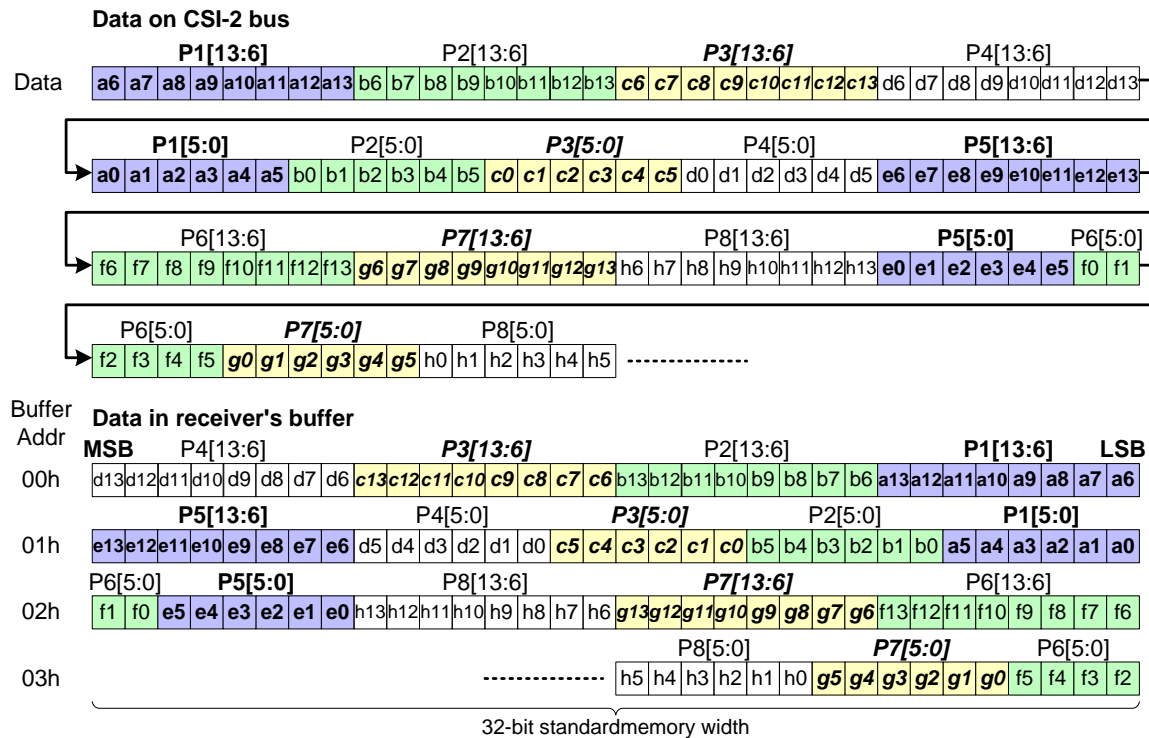 Data on CSI-2 bus
P1[13:6] P2[13:6] P3[13:6] P4[13:6]
Data a6 a7 a8 a9 a10 a11 a12 a13 b6 b7 b8 b9 b10 b11 b12 b13 c6 c7 c8 c9 c10 c11 c12 c13 d6 d7 d8 d9 d10 d11 d12 d13
P1[5:0] P2[5:0] P3[5:0] P4[5:0] P5[13:6]
a0 a1 a2 a3 a4 a5 b0 b1 b2 b3 b4 b5 c0 c1 c2 c3 c4 c5 d0 d1 d2 d3 d4 d5 e6 e7 e8 e9 e10 e11 e12 e13
P6[13:6] P7[13:6] P8[13:6] P5[5:0] P6[5:0]
f6 f7 f8 f9 f10 f11 f12 f13 g6 g7 g8 g9 g10 g11 g12 g13 h6 h7 h8 h9 h10 h11 h12 h13 e0 e1 e2 e3 e4 e5 f0 f1
P6[5:0] P7[5:0] P8[5:0]
f2 f3 f4 f5 g0 g1 g2 g3 g4 g5 h0 h1 h2 h3 h4 h5
Buffer Addr
Data in receiver's buffer
MSB P4[13:6] P3[13:6] P2[13:6] P1[13:6] LSB
00h d13 d12 d11 d10 d9 d8 d7 d6 c13 c12 c11 c10 c9 c8 c7 c6 b13 b12 b11 b10 b9 b8 b7 b6 a13 a12 a11 a10 a9 a8 a7 a6
P5[13:6] P4[5:0] P3[5:0] P2[5:0] P1[5:0]
01h e13 e12 e11 e10 e9 e8 e7 e6 d5 d4 d3 d2 d1 d0 c5 c4 c3 c2 c1 c0 b5 b4 b3 b2 b1 b0 a5 a4 a3 a2 a1 a0
P6[5:0] P5[5:0] P8[13:6] P7[13:6] P6[13:6]
02h f1 f0 e5 e4 e3 e2 e1 e0 h13 h12 h11 h10 h9 h8 h7 h6 g13 g12 g11 g10 g9 g8 g7 g6 f13 f12 f11 f10 f9 f8 f7 f6
P8[5:0] P7[5:0] P6[5:0]
03h h5 h4 h3 h2 h1 h0 g5 g4 g3 g2 g1 g0 f5 f4 f3 f2
32-bit standardmemory width